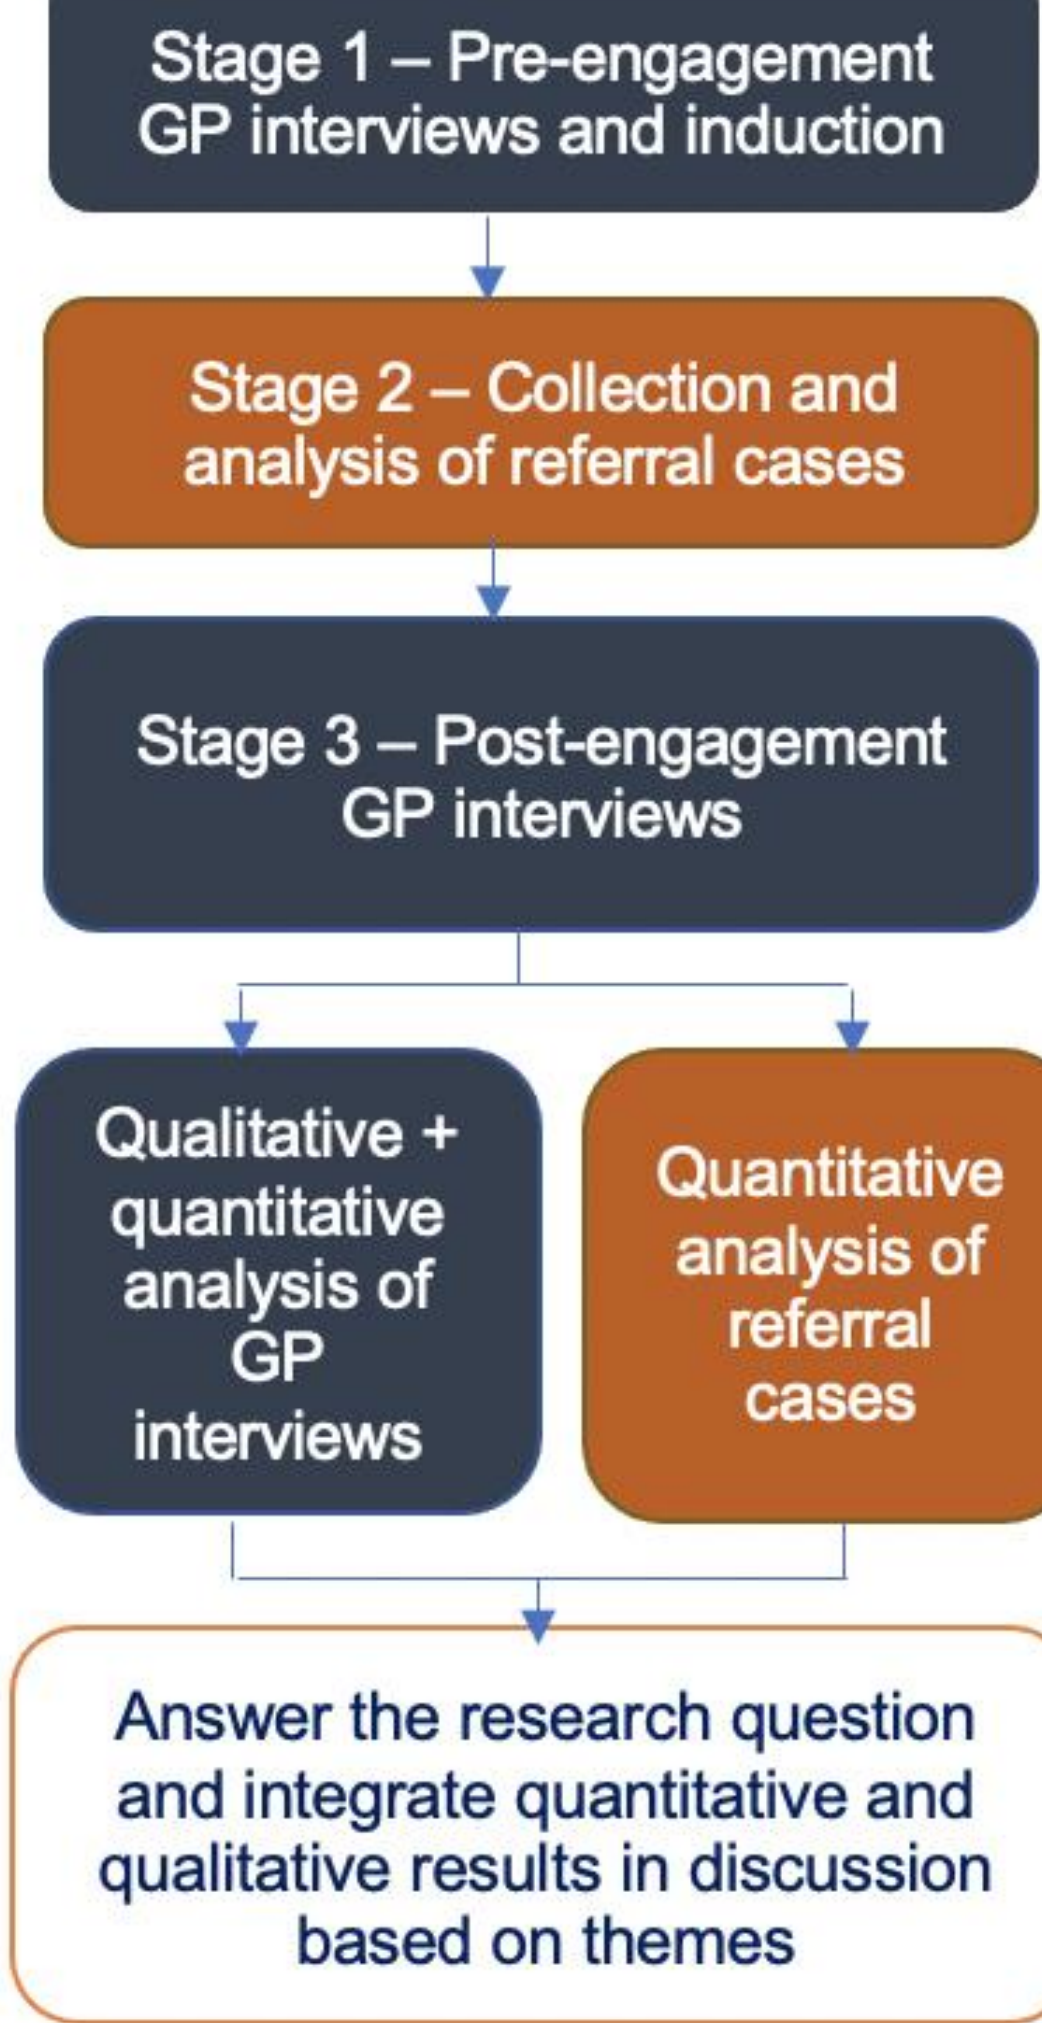 Stage 1 – Pre-engagement
GP interviews and induction
Stage 2 – Collection and
analysis of referral cases
Stage 3 – Post-engagement
GP interviews
Qualitative +
quantitative
analysis of
GP
interviews
Quantitative
analysis of
referral
cases
Answer the research question
and integrate quantitative and
qualitative results in discussion
based on themes